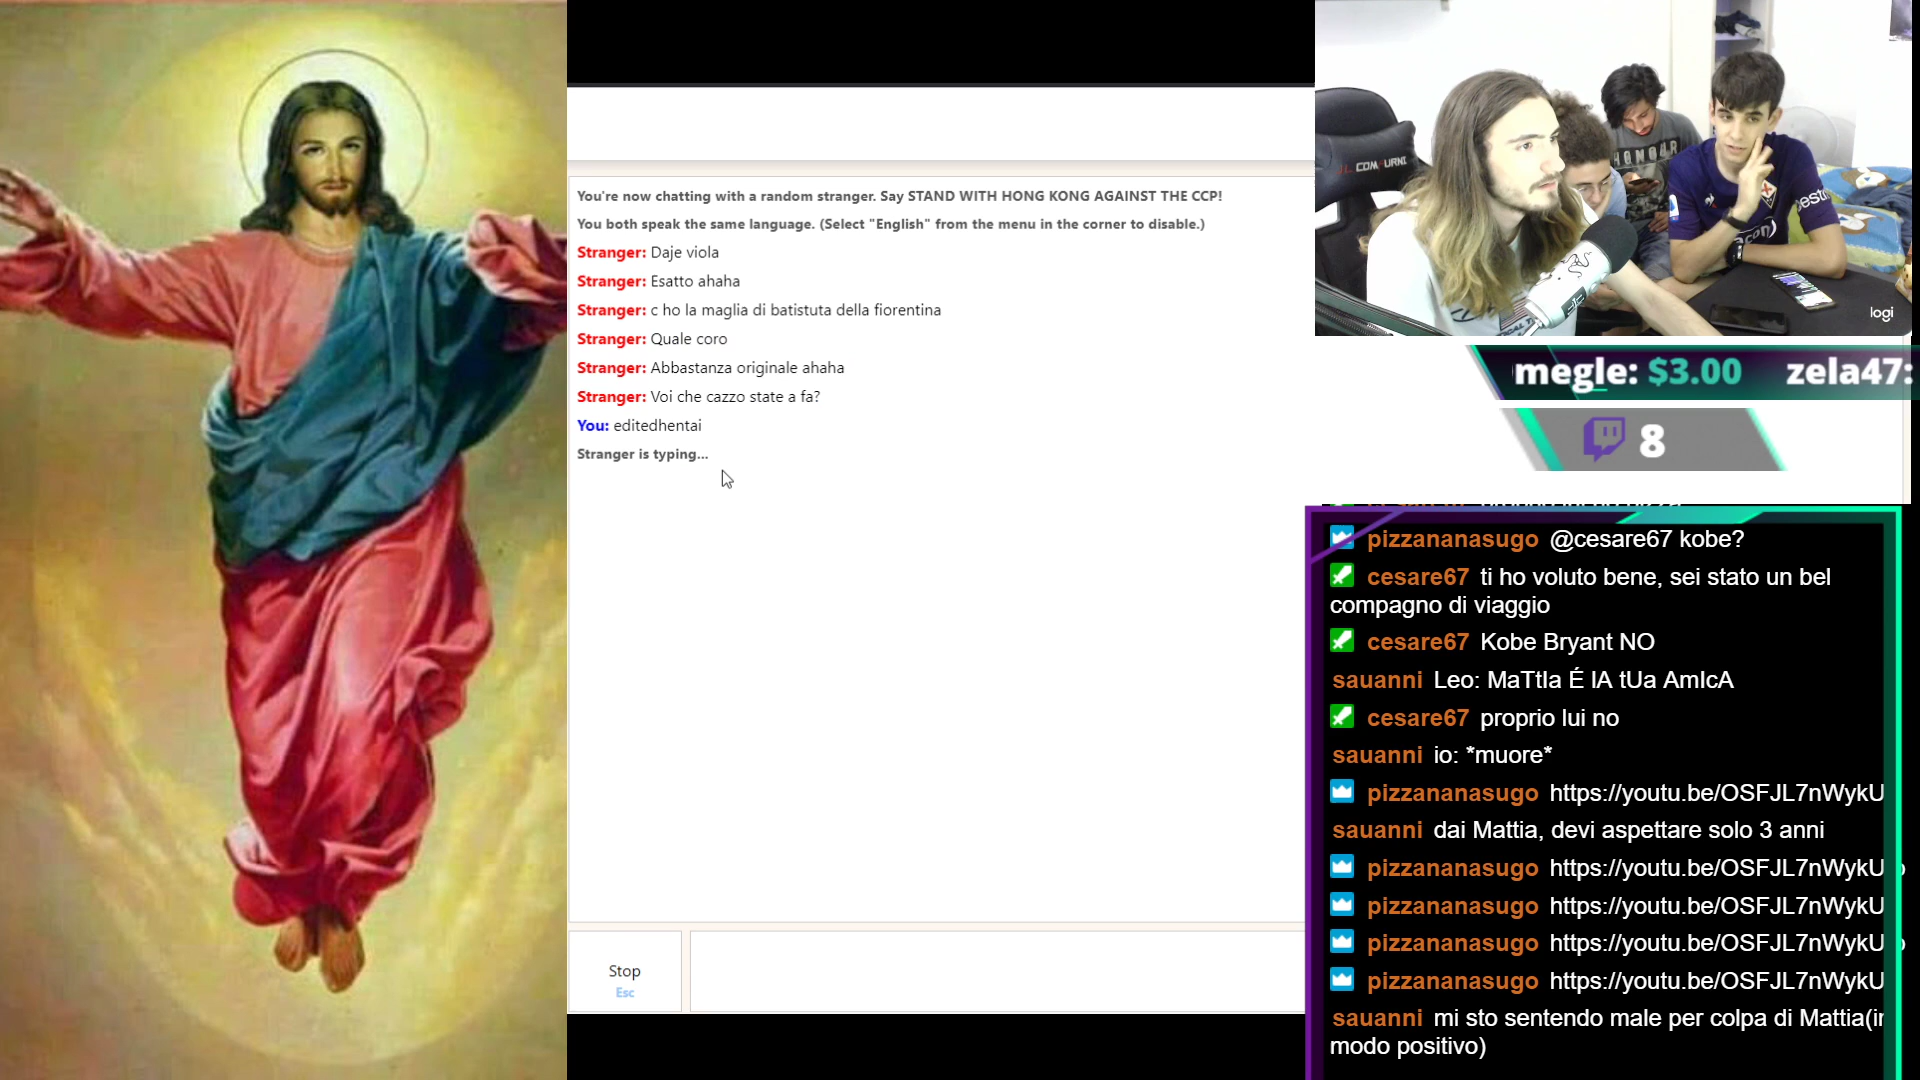 You're now chatting with a random stranger. Say STAND WITH HONG KONG AGAINST THE CCP!
You both speak the same language. (Select "English" from the menu in the corner to disable.)
Stranger: Daje viola
Stranger: Esatto ahaha
Stranger: c ho la maglia di batistuta della fiorentina
Stranger: Quale coro
Stranger: Abbastanza originale ahaha
Stranger: Voi che cazzo state a fa?
You: editedhentai
Stranger is typing...
Stop
Esc
HONOUR
logi
megle: $3.00 zela47:
8
pizzananasugo @cesare67 kobe?
cesare67 ti ho voluto bene, sei stato un bel
compagno di viaggio
cesare67 Kobe Bryant NO
sauanni Leo: MaTtIa É lA tUa AmIcA
cesare67 proprio lui no
sauanni io: *muore*
pizzananasugo https://youtu.be/OSFJL7nWykU
sauanni dai Mattia, devi aspettare solo 3 anni
pizzananasugo https://youtu.be/OSFJL7nWykU
pizzananasugo https://youtu.be/OSFJL7nWykU
pizzananasugo https://youtu.be/OSFJL7nWykU
pizzananasugo https://youtu.be/OSFJL7nWykU
sauanni mi sto sentendo male per colpa di Mattia(in
modo positivo)